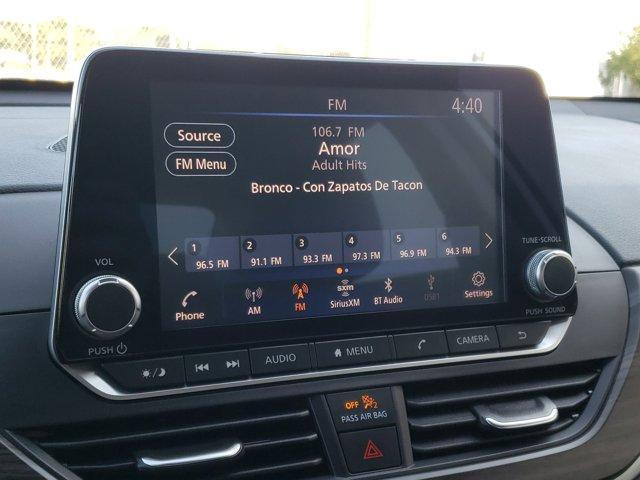 FM
4:40
Source
FM Menu
106.7 FM
Amor
Adult Hits
Bronco - Con Zapatos De Tacon
1 96.5 FM
2 91.1 FM
3 93.3 FM
4 97.3 FM
5 96.9 FM
6 94.3 FM
Phone
AM
FM
sxm
SiriusXM
BT Audio
USB1
Settings
VOL
PUSH
TUNE·SCROLL
PUSH SOUND
AUDIO
MENU
CAMERA
OFF 2
PASS AIR BAG